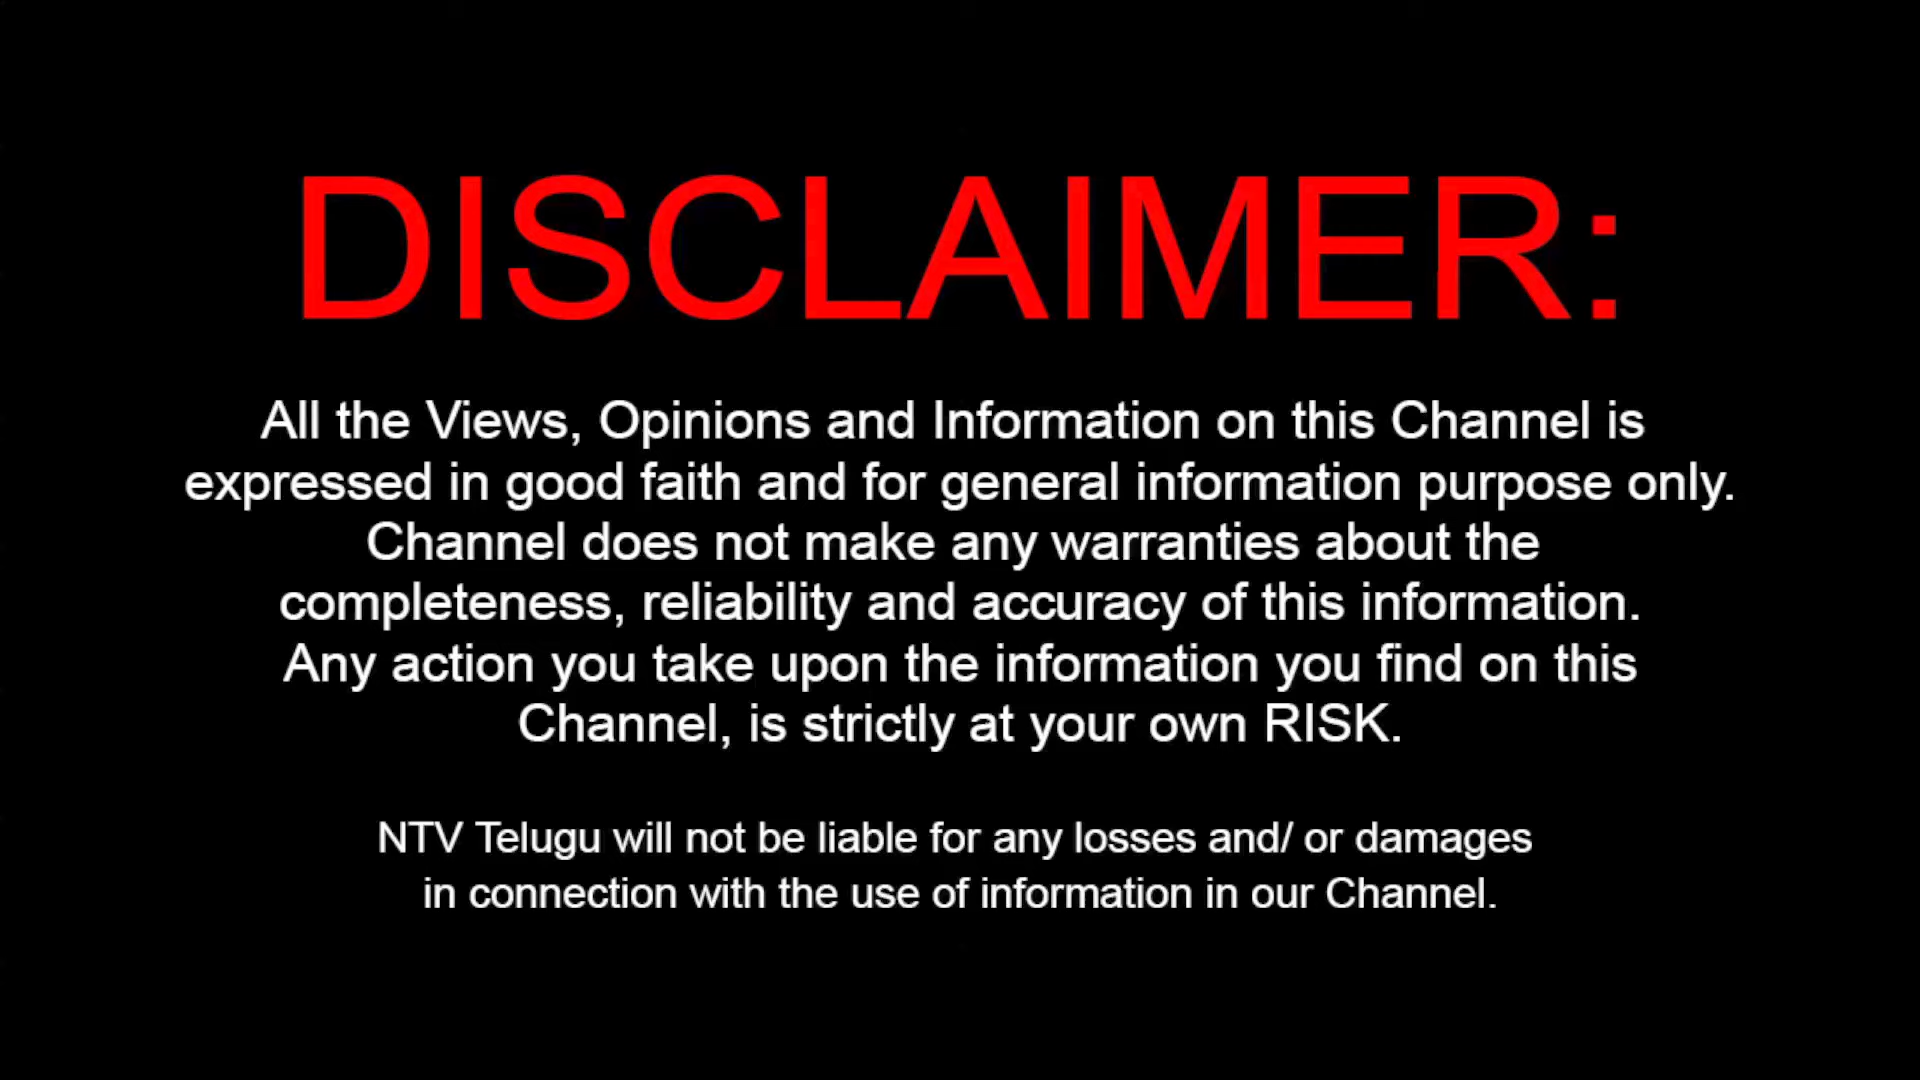 DISCLAIMER:
All the Views, Opinions and Information on this Channel is
expressed in good faith and for general information purpose only.
Channel does not make any warranties about the
completeness, reliability and accuracy of this information.
Any action you take upon the information you find on this
Channel, is strictly at your own RISK.
NTV Telugu will not be liable for any losses and/ or damages
in connection with the use of information in our Channel.